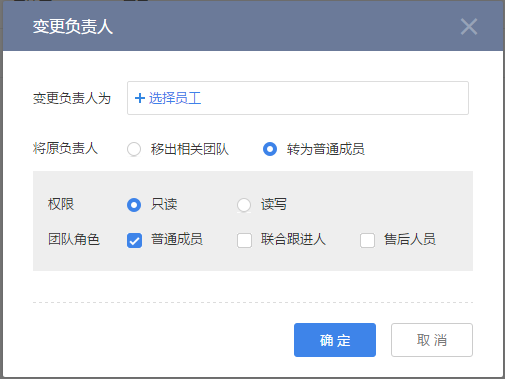 变更负责人
变更负责人为 + 选择员工
将原负责人 移出相关团队 转为普通成员
权限 只读 读写
团队角色 普通成员 联合跟进人 售后人员
确定 取消